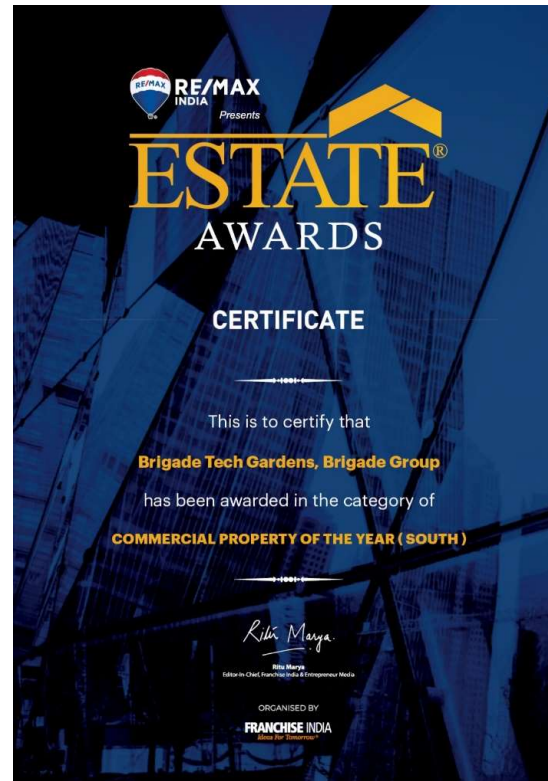 RE/MAX
RE/MAX
INDIA
Presents
ESTATE®
AWARDS
CERTIFICATE
This is to certify that
Brigade Tech Gardens, Brigade Group
has been awarded in the category of
COMMERCIAL PROPERTY OF THE YEAR ( SOUTH )
Ritu Marya.
Ritu Marya
Editor-In-Chief, Franchise India & Entrepreneur Media
ORGANISED BY
FRANCHISE INDIA
Ideas For Tomorrow